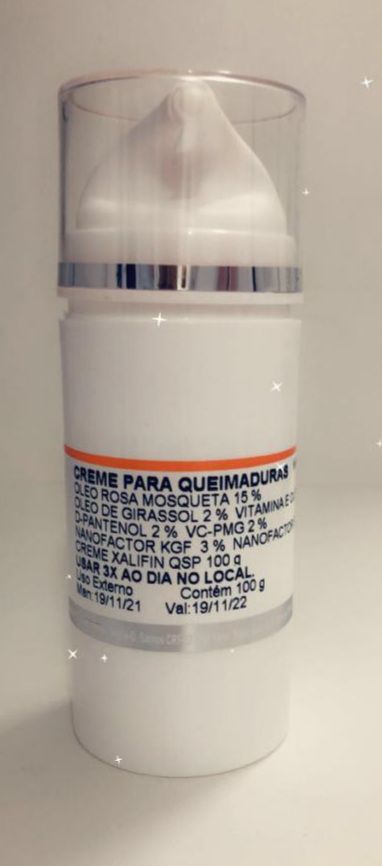 CREME PARA QUEIMADURAS
ÓLEO ROSA MOSQUETA 15 %
ÓLEO DE GIRASSOL 2 % VITAMINA E
D-PANTENOL 2 % VC-PMG 2 %
NANOFACTOR KGF 3 % NANOFACTOR
CREME XALIFIN QSP 100 g
USAR 3X AO DIA NO LOCAL.
Uso Externo Contém 100 g
Man:19/11/21 Val:19/11/22